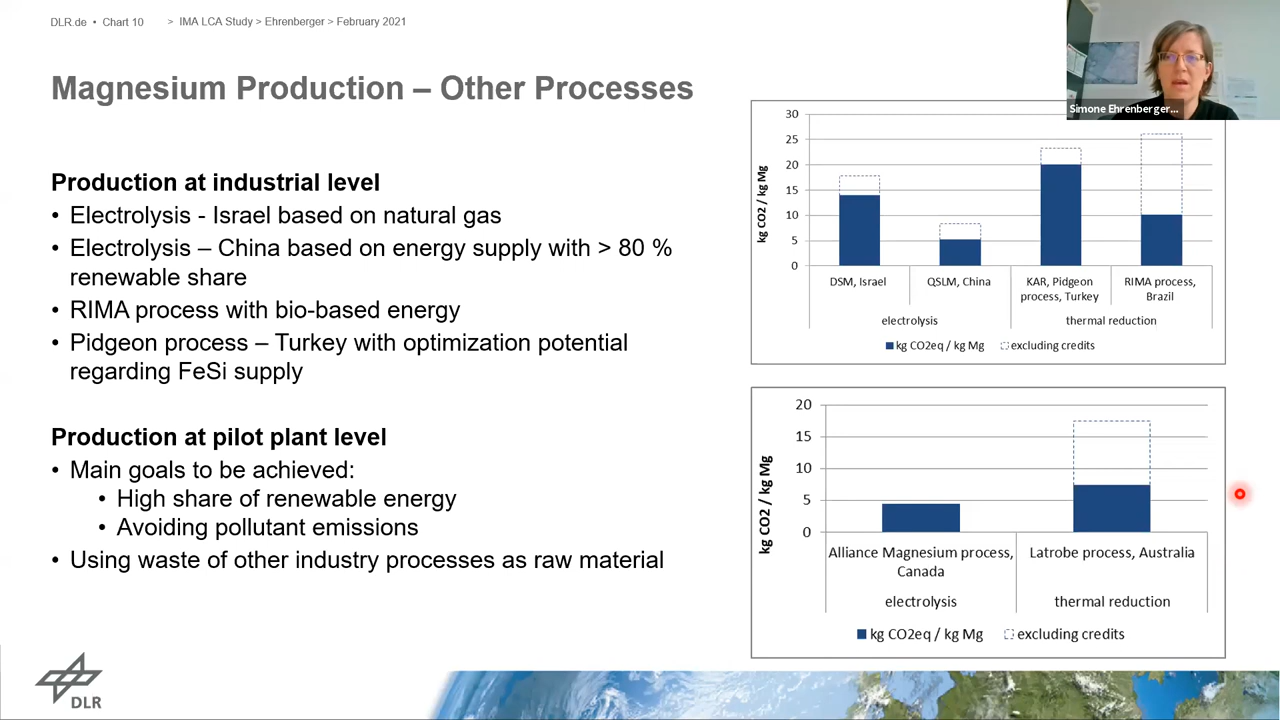 DLR.de • Chart 10 > IMA LCA Study > Ehrenberger > February 2021
Magnesium Production – Other Processes
Simone Ehrenberger...
Production at industrial level
• Electrolysis - Israel based on natural gas
• Electrolysis – China based on energy supply with > 80 %
renewable share
• RIMA process with bio-based energy
• Pidgeon process – Turkey with optimization potential
regarding FeSi supply
Production at pilot plant level
• Main goals to be achieved:
• High share of renewable energy
• Avoiding pollutant emissions
• Using waste of other industry processes as raw material
kg CO2 / kg Mg
30
25
20
15
10
5
0
DSM, Israel
QSLM, China
KAR, Pidgeon
process, Turkey
RIMA process,
Brazil
electrolysis
thermal reduction
kg CO2eq / kg Mg
excluding credits
kg CO2 / kg Mg
20
15
10
5
0
Alliance Magnesium process,
Canada
Latrobe process, Australia
electrolysis
thermal reduction
kg CO2eq / kg Mg
excluding credits
DLR